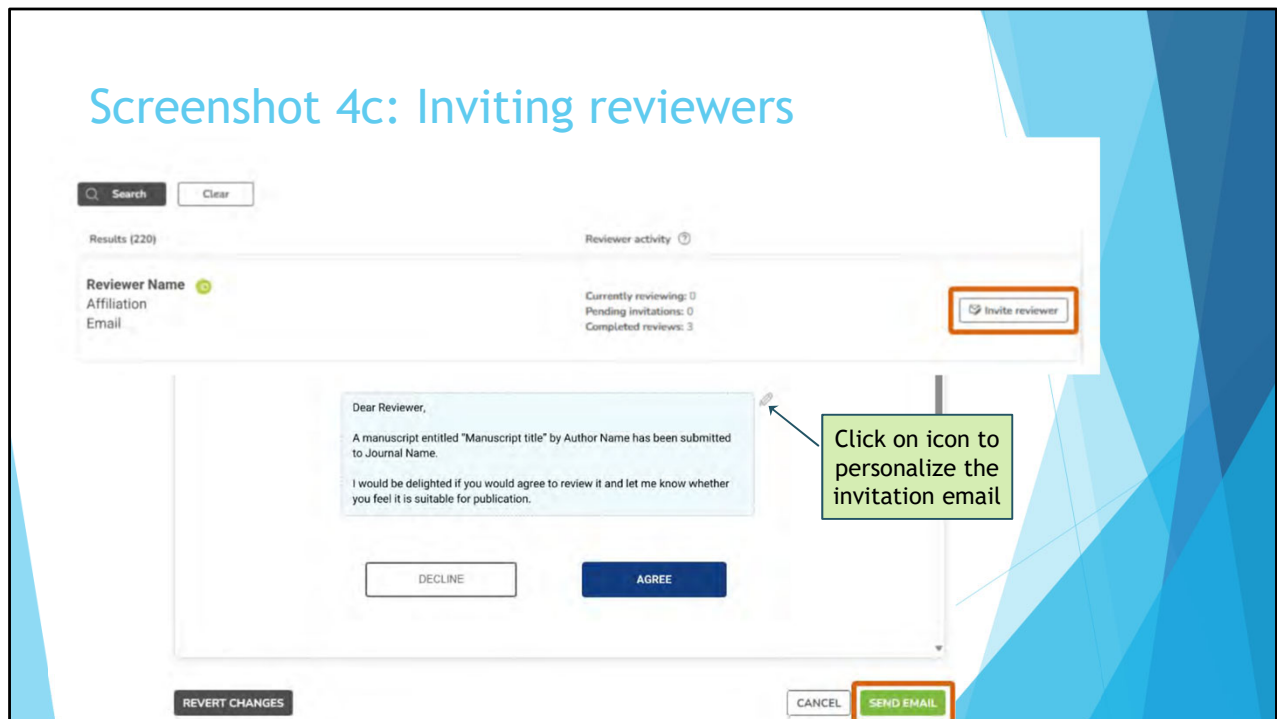 Screenshot 4c: Inviting reviewers
Search
Clear
Results (220)
Reviewer activity ?
Reviewer Name iD
Affiliation
Email
Currently reviewing: 0
Pending invitations: 0
Completed reviews: 3
Invite reviewer
Dear Reviewer,
A manuscript entitled "Manuscript title" by Author Name has been submitted
to Journal Name.
I would be delighted if you would agree to review it and let me know whether
you feel it is suitable for publication.
Click on icon to
personalize the
invitation email
DECLINE
AGREE
REVERT CHANGES
CANCEL
SEND EMAIL